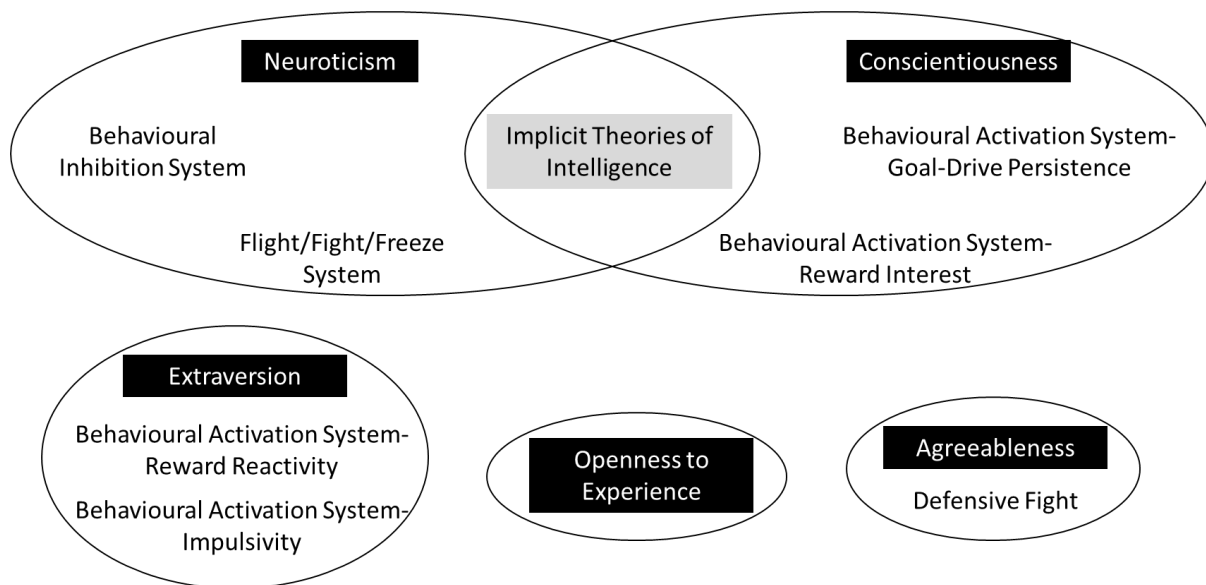 Neuroticism
Behavioural
Inhibition System
Flight/Fight/Freeze
System
Implicit Theories of
Intelligence
Conscientiousness
Behavioural Activation System-
Goal-Drive Persistence
Behavioural Activation System-
Reward Interest
Extraversion
Behavioural Activation System-
Reward Reactivity
Behavioural Activation System-
Impulsivity
Openness to
Experience
Agreeableness
Defensive Fight